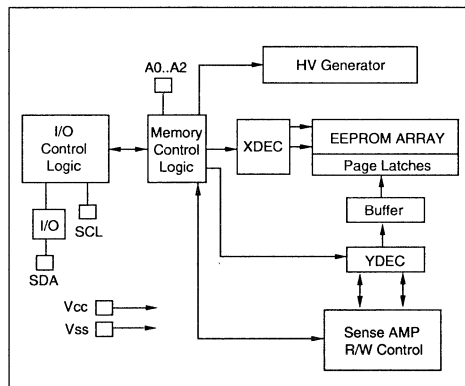 A0..A2
HV Generator
I/O
Control
Logic
Memory
Control
Logic
XDEC
EEPROM ARRAY
Page Latches
I/O
SCL
SDA
Buffer
YDEC
Vcc
Vss
Sense AMP
R/W Control